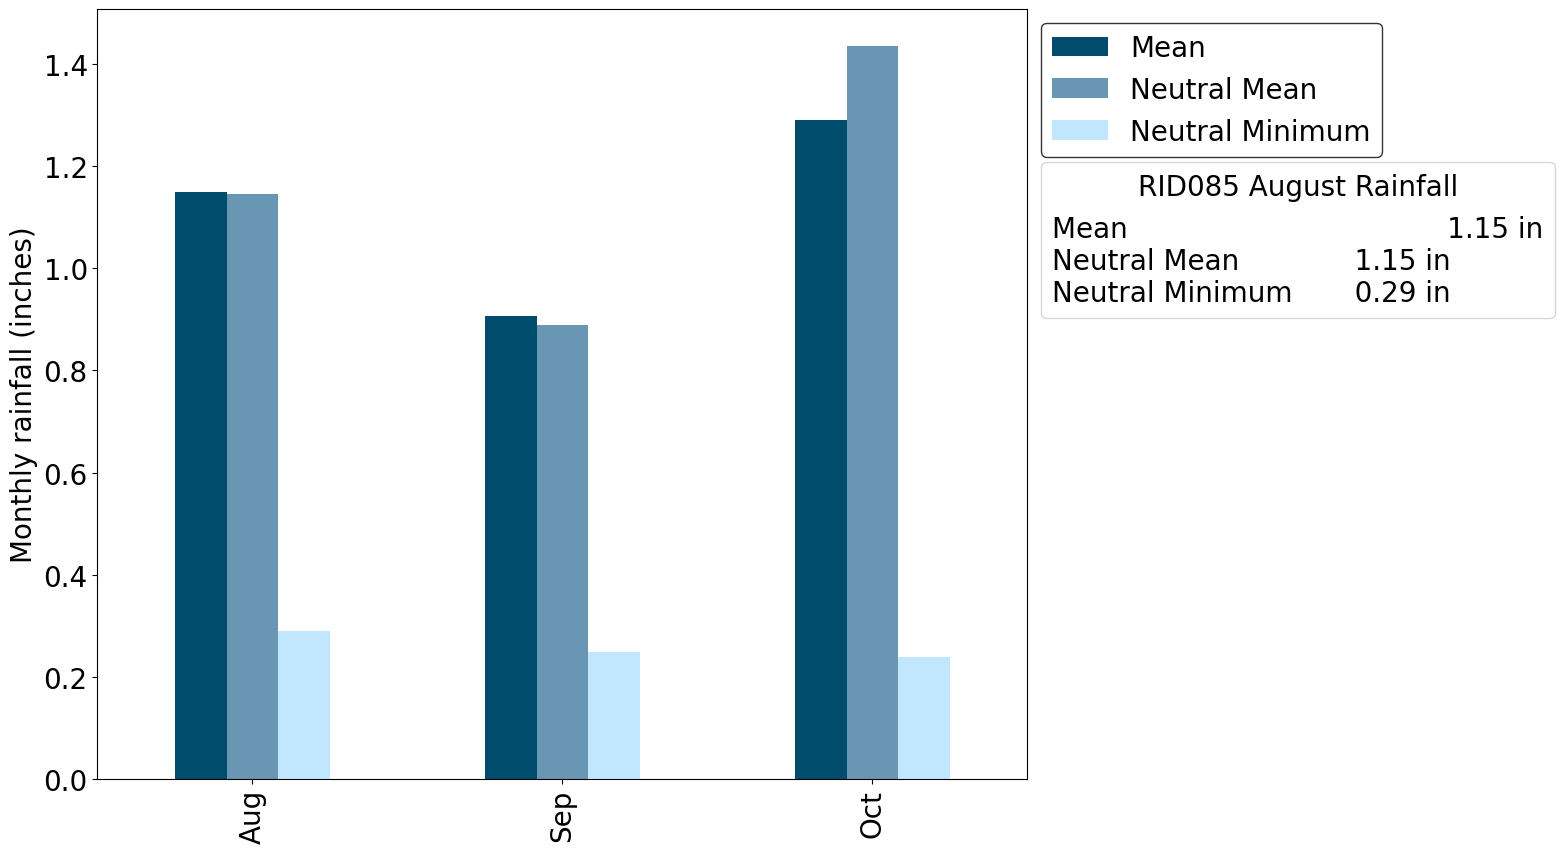 Monthly rainfall (inches)
1.4
1.2
1.0
0.8
0.6
0.4
0.2
0.0
Aug
Sep
Oct
Mean
Neutral Mean
Neutral Minimum
RID085 August Rainfall
Mean 1.15 in
Neutral Mean 1.15 in
Neutral Minimum 0.29 in